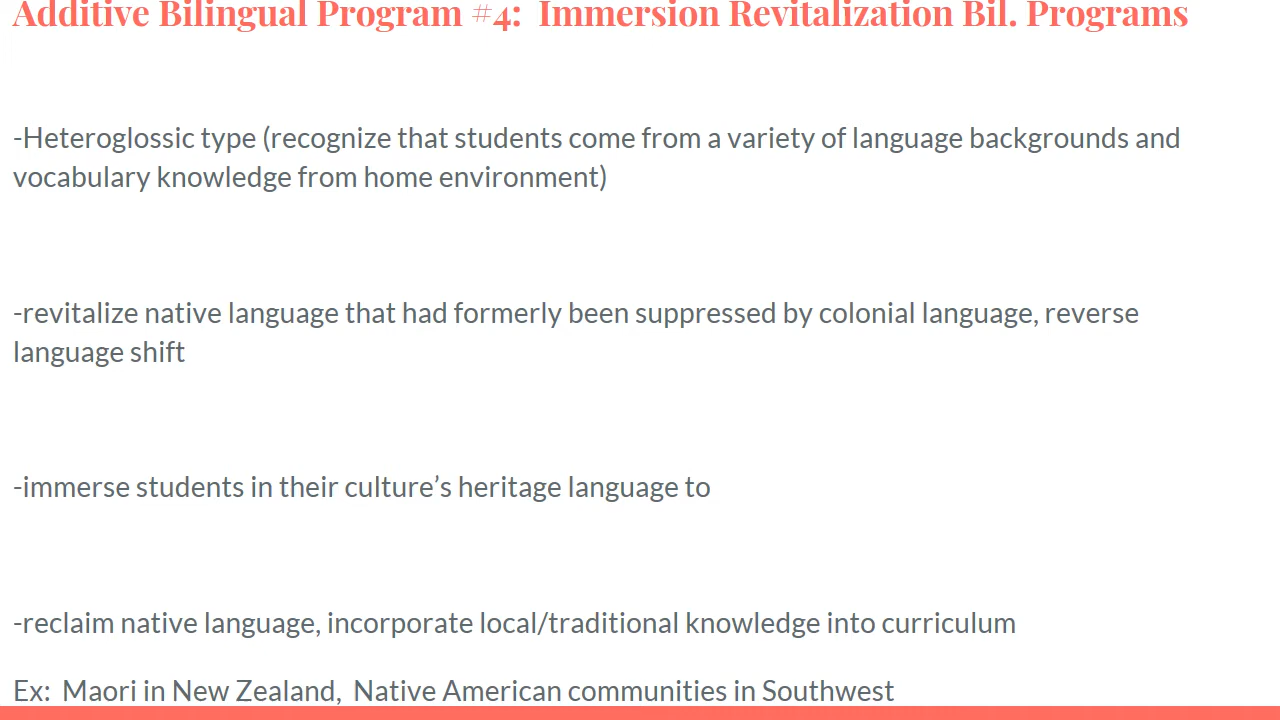 Additive Bilingual Program #4:  Immersion Revitalization Bil. Programs
-Heteroglossic type (recognize that students come from a variety of language backgrounds and
vocabulary knowledge from home environment)
-revitalize native language that had formerly been suppressed by colonial language, reverse
language shift
-immerse students in their culture’s heritage language to
-reclaim native language, incorporate local/traditional knowledge into curriculum
Ex:  Maori in New Zealand,  Native American communities in Southwest